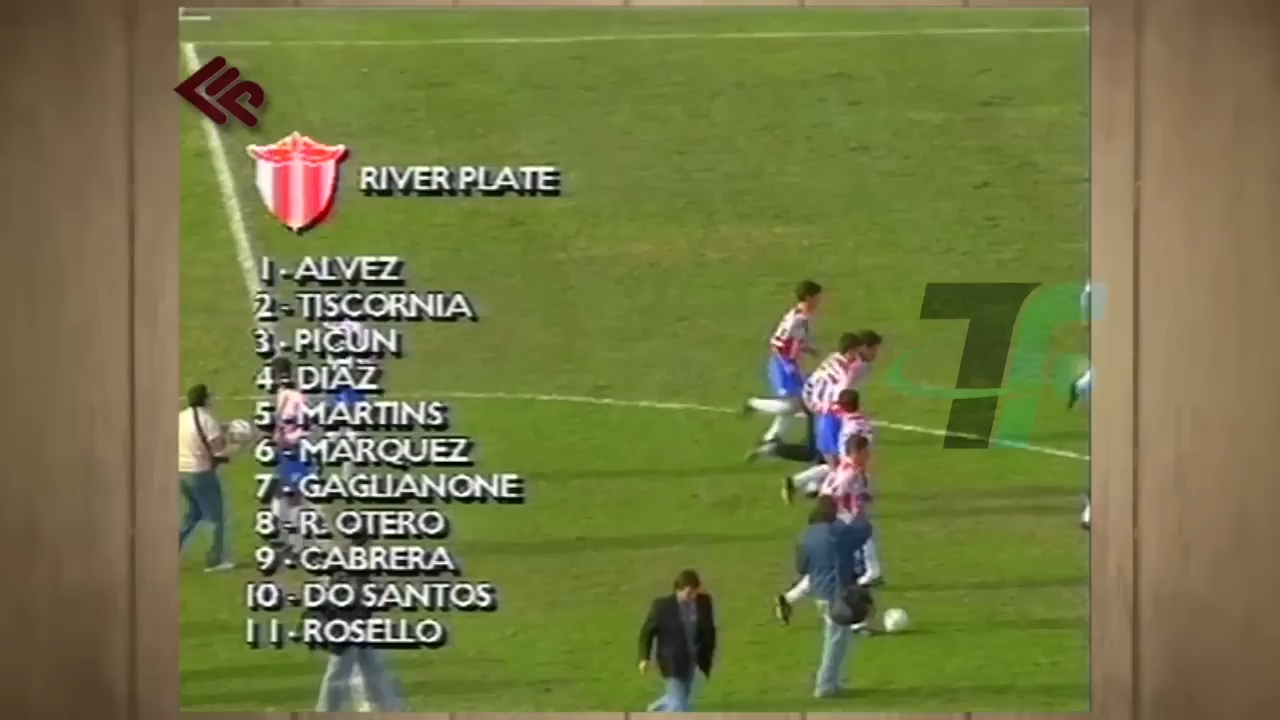 RIVER PLATE
1 - ALVEZ
2 - TISCORNIA
3 - PICUN
4 - DIAZ
5 - MARTINS
6 - MARQUEZ
7 - GAGLIANONE
8 - R. OTERO
9 - CABRERA
10 - DO SANTOS
11 - ROSELLO